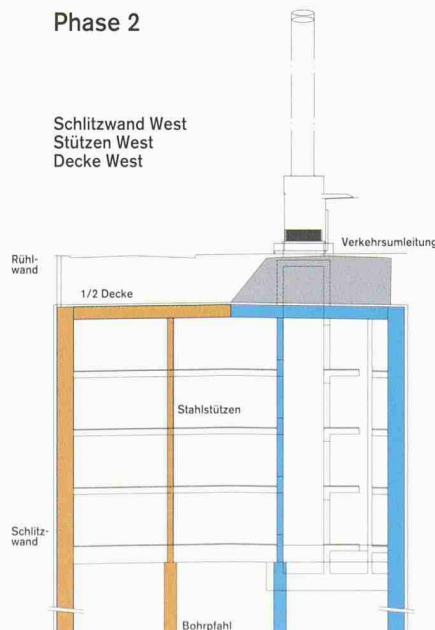 Phase 2
Schlitzwand West
Stützen West
Decke West
Verkehrsumleitung
Rühl-
wand
1/2 Decke
Stahlstützen
Schlitz-
wand
Bohrpfahl